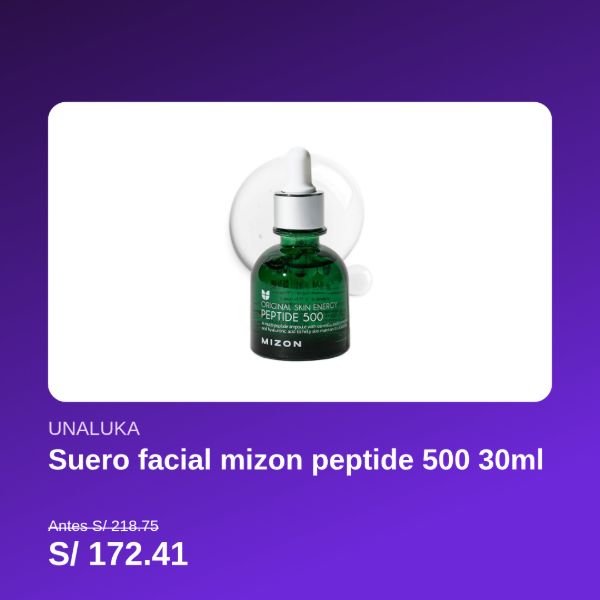 ORIGINAL SKIN ENERGY
PEPTIDE 500
MIZON
UNALUKA
Suero facial mizon peptide 500 30ml
Antes S/ 218.75
S/ 172.41